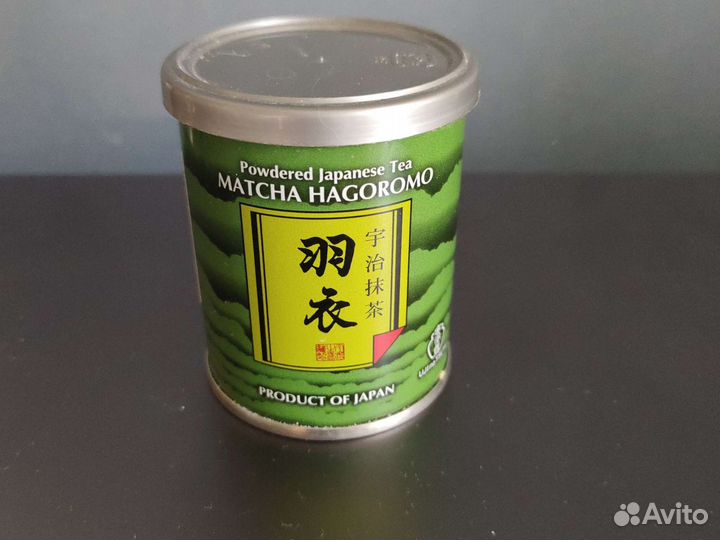 Powdered Japanese Tea
MATCHA HAGOROMO
宇治抹茶
羽衣
PRODUCT OF JAPAN
Avito